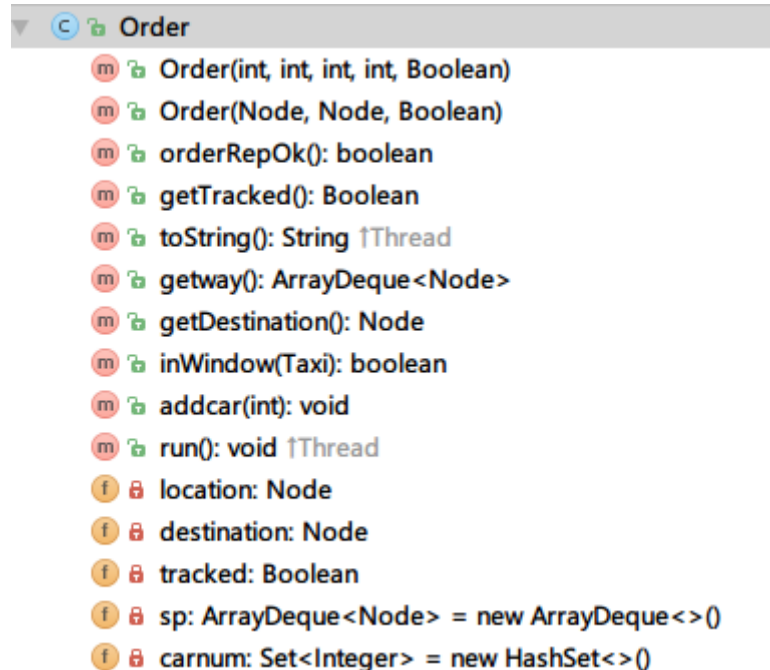 C Order
m Order(int, int, int, int, Boolean)
m Order(Node, Node, Boolean)
m orderRepOk(): boolean
m getTracked(): Boolean
m toString(): String ↑Thread
m getway(): ArrayDeque<Node>
m getDestination(): Node
m inWindow(Taxi): boolean
m addcar(int): void
m run(): void ↑Thread
f location: Node
f destination: Node
f tracked: Boolean
f sp: ArrayDeque<Node> = new ArrayDeque<>()
f carnum: Set<Integer> = new HashSet<>()